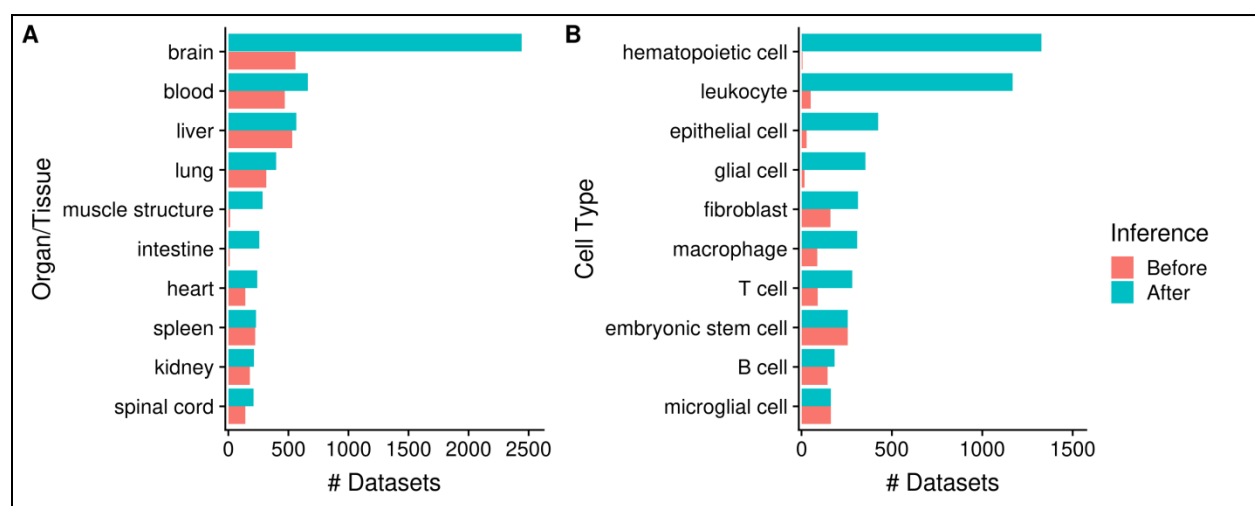 A
Organ/Tissue
brain
blood
liver
lung
muscle structure
intestine
heart
spleen
kidney
spinal cord
0 500 1000 1500 2000 2500
# Datasets
B
Cell Type
hematopoietic cell
leukocyte
epithelial cell
glial cell
fibroblast
macrophage
T cell
embryonic stem cell
B cell
microglial cell
0 500 1000 1500
# Datasets
Inference
Before
After